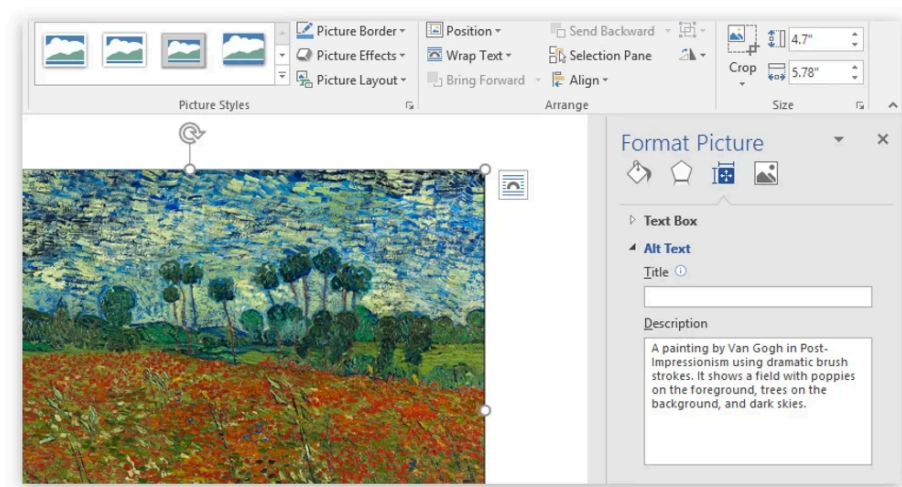 Picture Border
Position
Send Backward
4.7"
Picture Effects
Wrap Text
Selection Pane
Crop
5.78"
Picture Layout
Bring Forward
Align
Picture Styles
Arrange
Size
Format Picture
Text Box
Alt Text
Title
Description
A painting by Van Gogh in Post-
Impressionism using dramatic brush
strokes. It shows a field with poppies
on the foreground, trees on the
background, and dark skies.